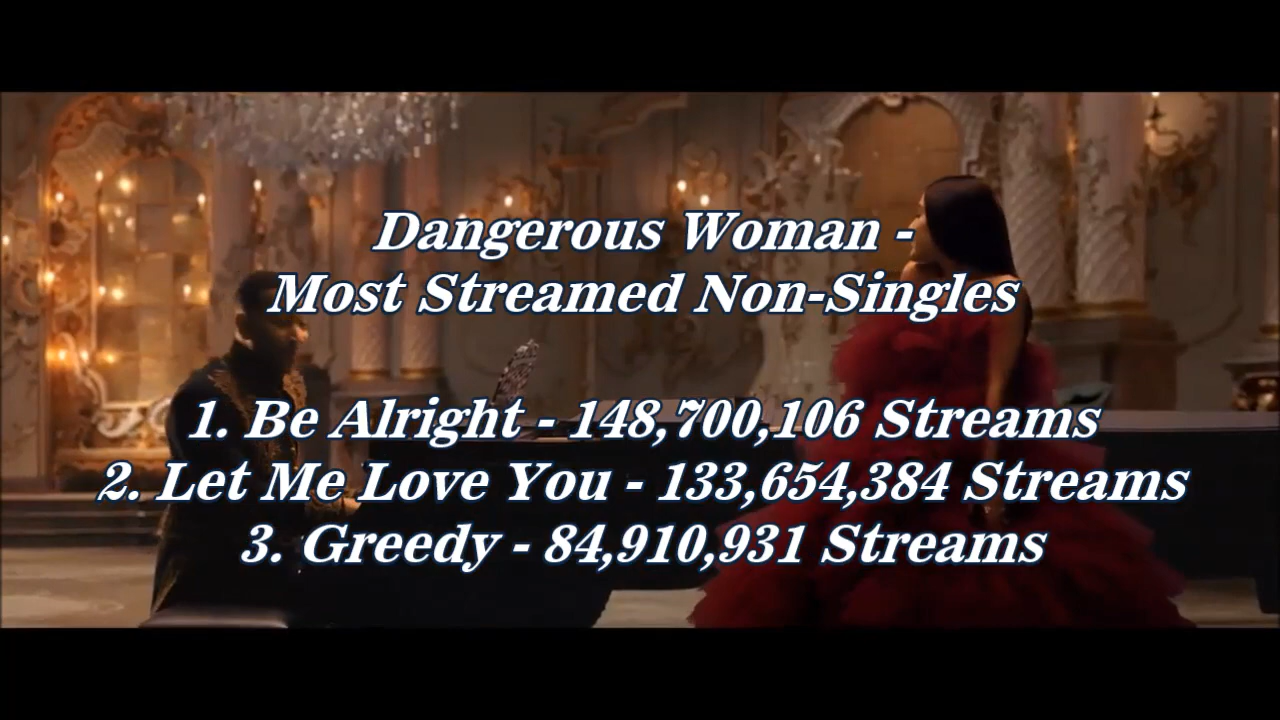 Dangerous Woman -
Most Streamed Non-Singles
1. Be Alright - 148,700,106 Streams
2. Let Me Love You - 133,654,384 Streams
3. Greedy - 84,910,931 Streams